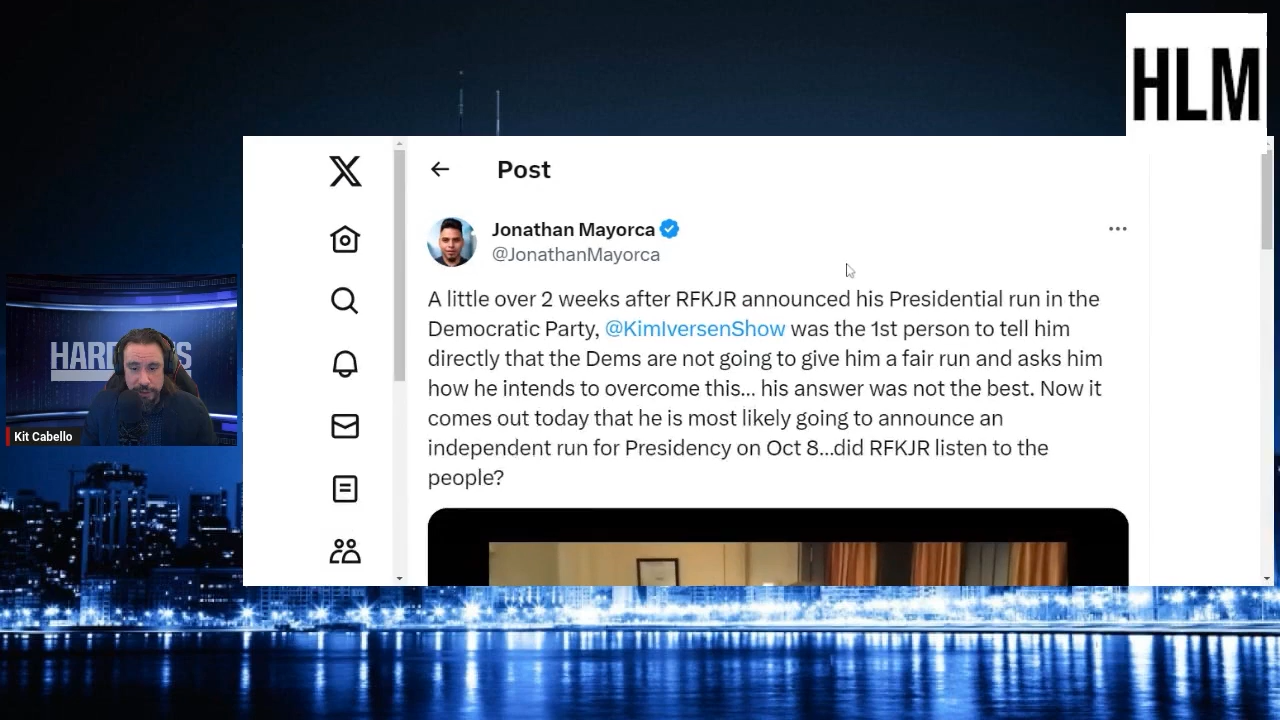 HLM
Post
Jonathan Mayorca
@JonathanMayorca
A little over 2 weeks after RFKJR announced his Presidential run in the
Democratic Party, @KimIversenShow was the 1st person to tell him
directly that the Dems are not going to give him a fair run and asks him
how he intends to overcome this... his answer was not the best. Now it
comes out today that he is most likely going to announce an
independent run for Presidency on Oct 8...did RFKJR listen to the
people?
Kit Cabello